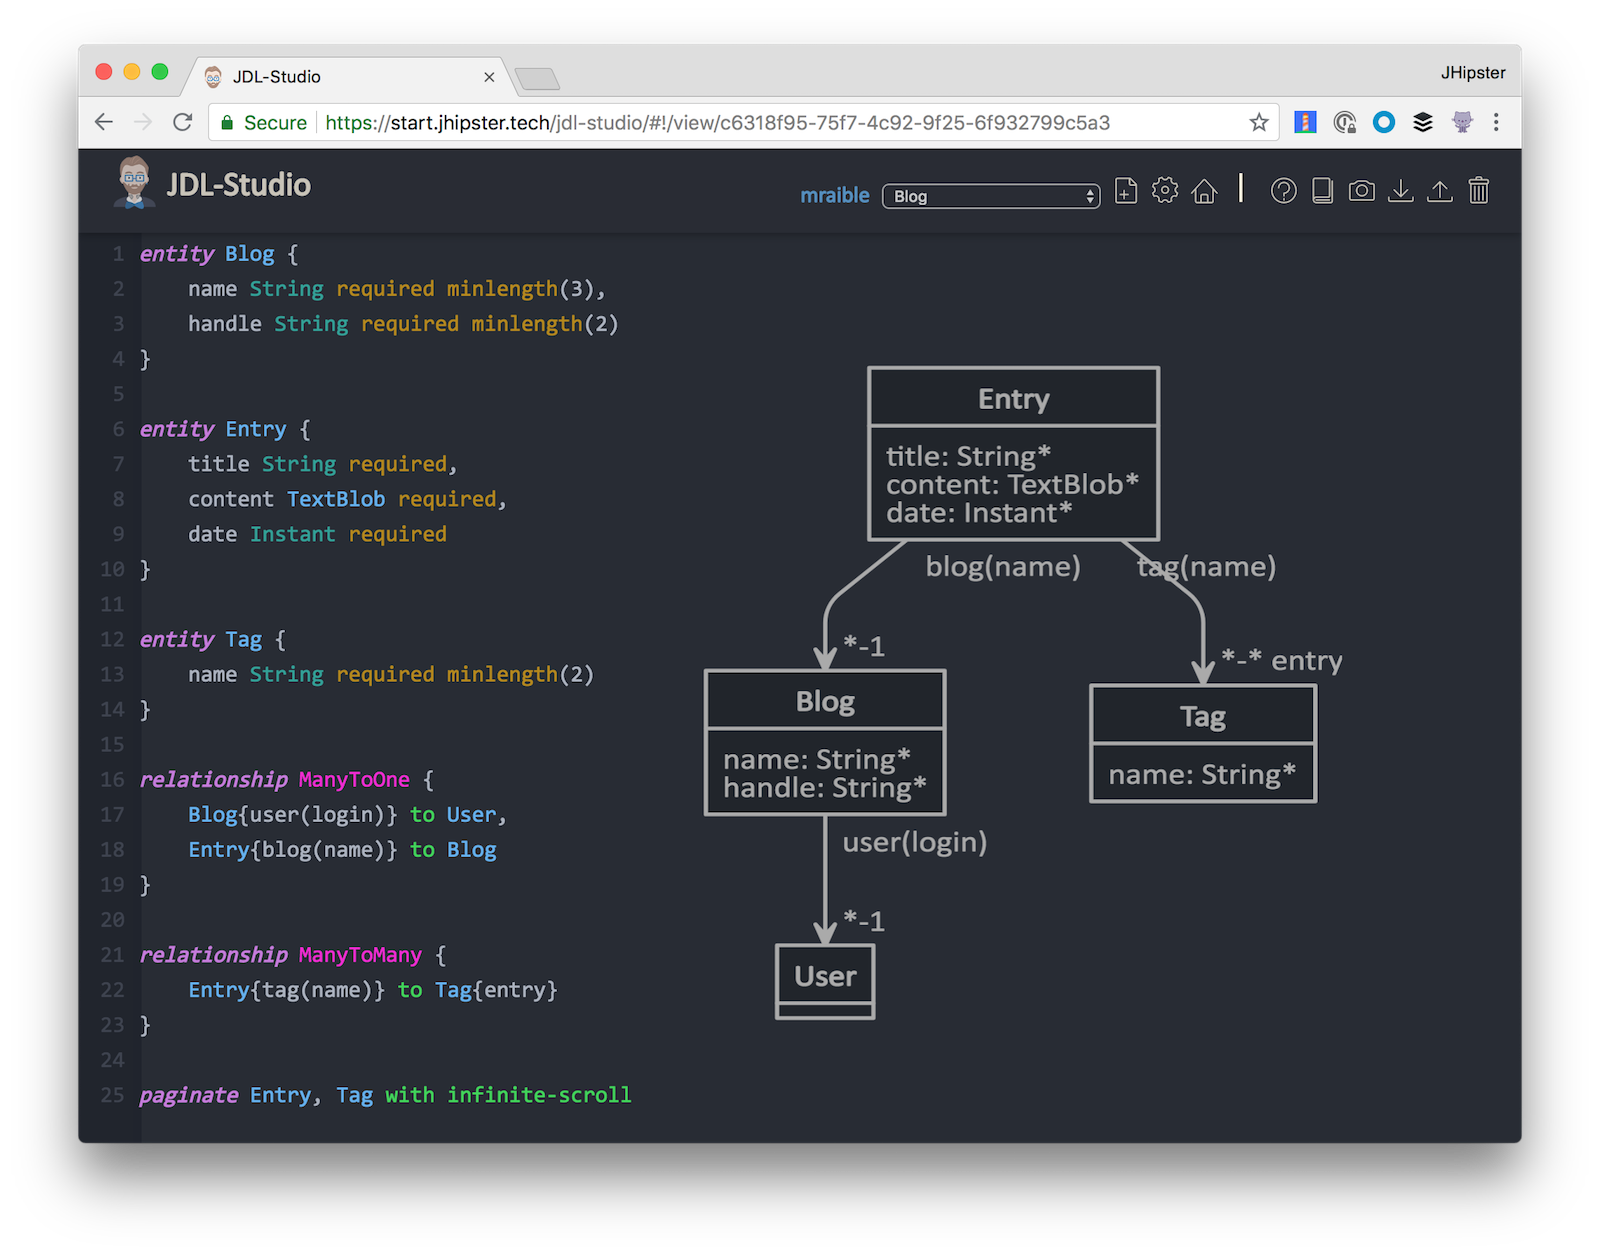 JDL-Studio
JHipster
Secure
https://start.jhipster.tech/jdl-studio/#!/view/c6318f95-75f7-4c92-9f25-6f932799c5a3
JDL-Studio
mraible
Blog
1 entity Blog {
2 name String required minlength(3),
3 handle String required minlength(2)
4 }
5
6 entity Entry {
7 title String required,
8 content TextBlob required,
9 date Instant required
10 }
11
12 entity Tag {
13 name String required minlength(2)
14 }
15
16 relationship ManyToOne {
17 Blog{user(login)} to User,
18 Entry{blog(name)} to Blog
19 }
20
21 relationship ManyToMany {
22 Entry{tag(name)} to Tag{entry}
23 }
24
25 paginate Entry, Tag with infinite-scroll
Entry
title: String*
content: TextBlob*
date: Instant*
blog(name)
tag(name)
*-1
*-* entry
Blog
name: String*
handle: String*
Tag
name: String*
user(login)
*-1
User